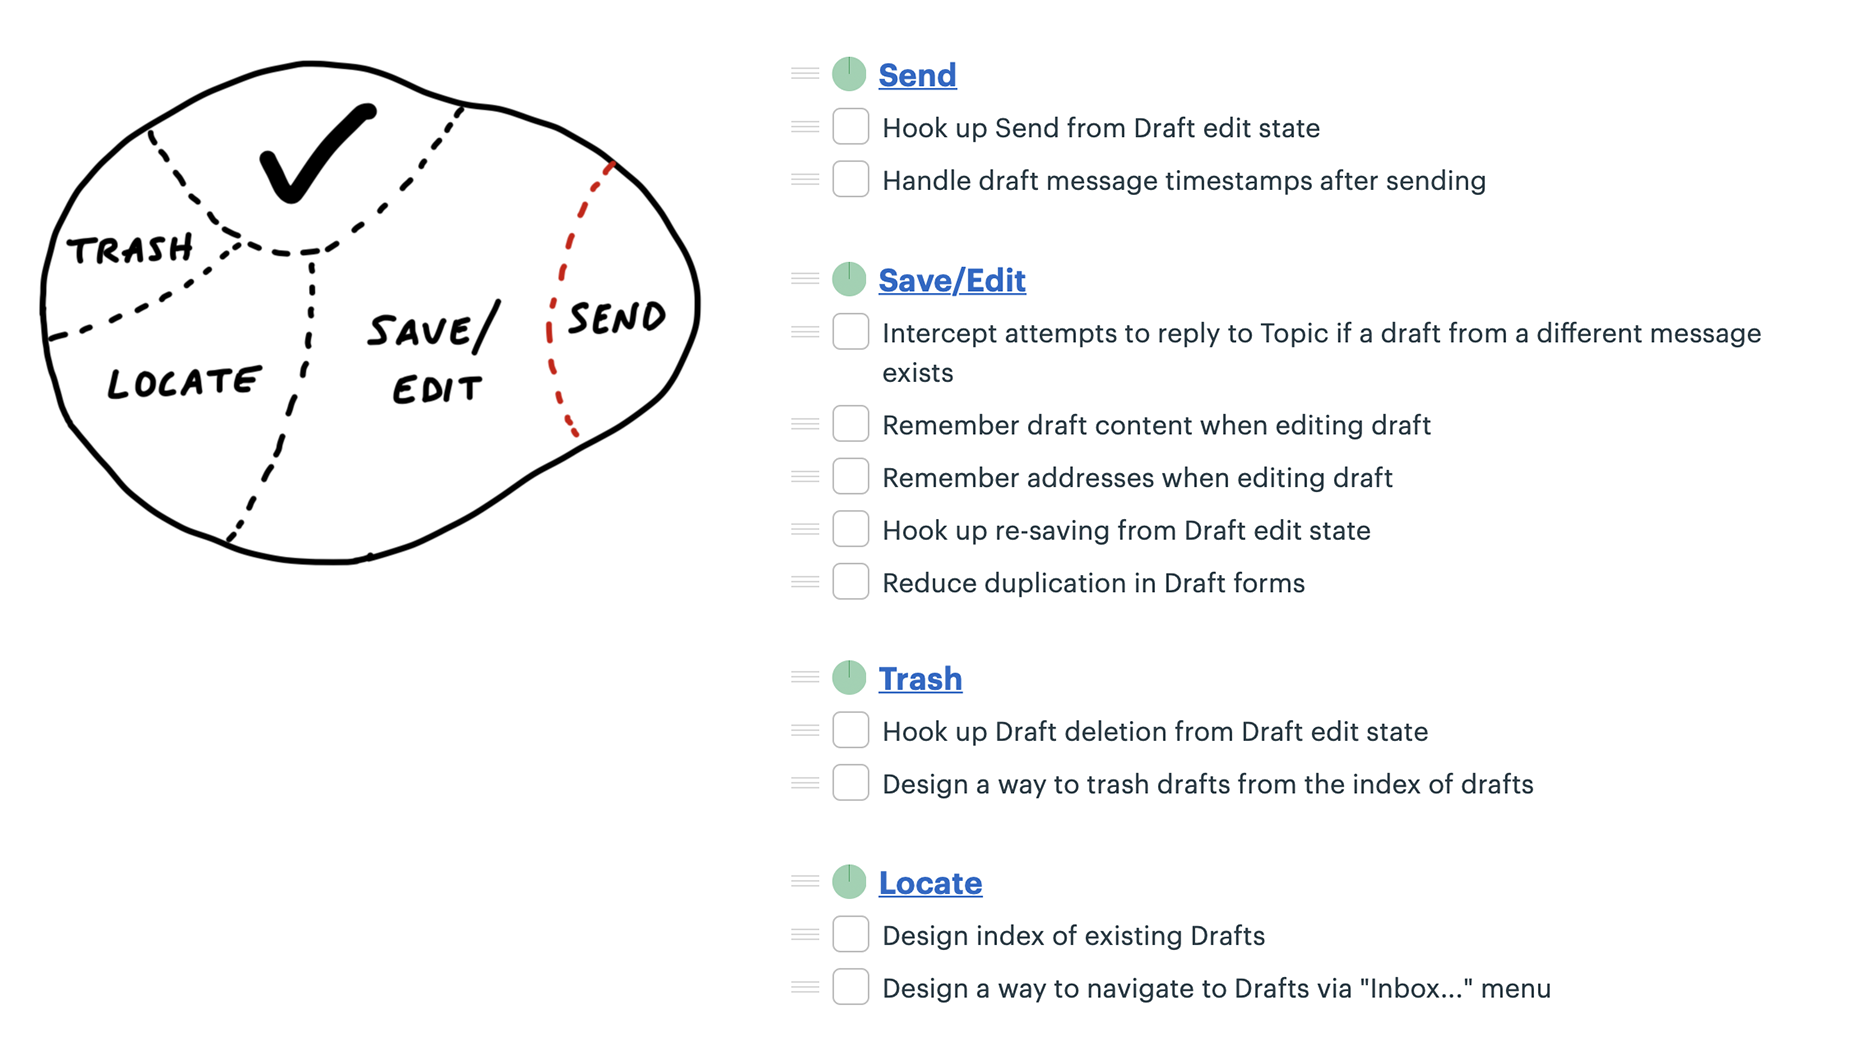 TRASH
LOCATE
SAVE/
EDIT
SEND
Send
Hook up Send from Draft edit state
Handle draft message timestamps after sending
Save/Edit
Intercept attempts to reply to Topic if a draft from a different message
exists
Remember draft content when editing draft
Remember addresses when editing draft
Hook up re-saving from Draft edit state
Reduce duplication in Draft forms
Trash
Hook up Draft deletion from Draft edit state
Design a way to trash drafts from the index of drafts
Locate
Design index of existing Drafts
Design a way to navigate to Drafts via "Inbox..." menu